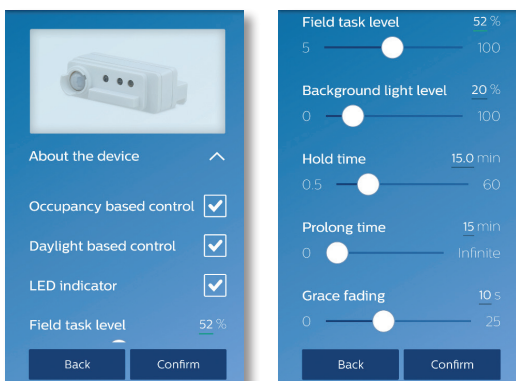 About the device
Occupancy based control
Daylight based control
LED indicator
Field task level 52 %
Back Confirm
Field task level 52 %
5 100
Background light level 20 %
0 100
Hold time 15.0 min
0.5 60
Prolong time 15 min
0 Infinite
Grace fading 10 s
0 25
Back Confirm